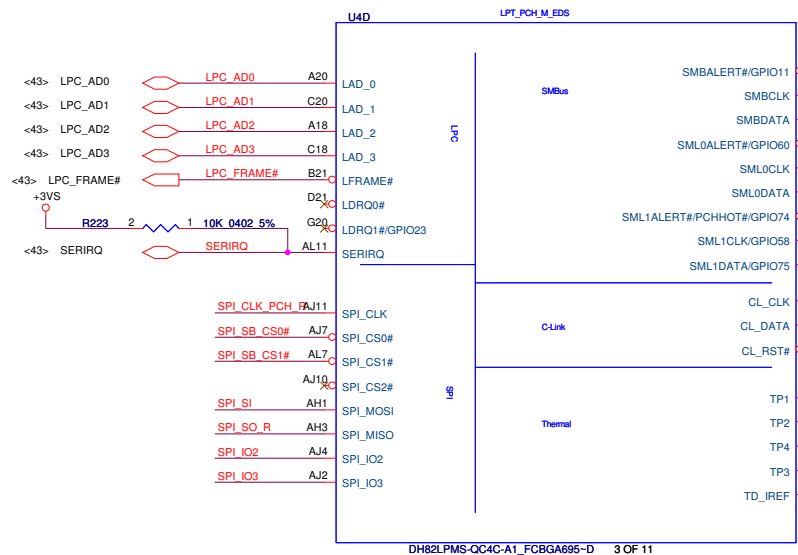 U4D
LPT_PCH_M_EDS
<43> LPC_AD0 LPC_AD0 A20 LAD_0
<43> LPC_AD1 LPC_AD1 C20 LAD_1
<43> LPC_AD2 LPC_AD2 A18 LAD_2
<43> LPC_AD3 LPC_AD3 C18 LAD_3
<43> LPC_FRAME# LPC_FRAME# B21 LFRAME#
D21 LDRQ0#
+3VS
R223 2 1 10K_0402_5% G20 LDRQ1#/GPIO23
<43> SERIRQ SERIRQ AL11 SERIRQ
LPC
SPI_CLK_PCH_R AJ11 SPI_CLK
SPI_SB_CS0# AJ7 SPI_CS0#
SPI_SB_CS1# AL7 SPI_CS1#
AJ10 SPI_CS2#
SPI_SI AH1 SPI_MOSI
SPI_SO_R AH3 SPI_MISO
SPI_IO2 AJ4 SPI_IO2
SPI_IO3 AJ2 SPI_IO3
SPI
SMBus
SMBALERT#/GPIO11
SMBCLK
SMBDATA
SML0ALERT#/GPIO60
SML0CLK
SML0DATA
SML1ALERT#/PCHHOT#/GPIO74
SML1CLK/GPIO58
SML1DATA/GPIO75
C-Link
CL_CLK
CL_DATA
CL_RST#
Thermal
TP1
TP2
TP4
TP3
TD_IREF
DH82LPMS-QC4C-A1_FCBGA695~D 3 OF 11